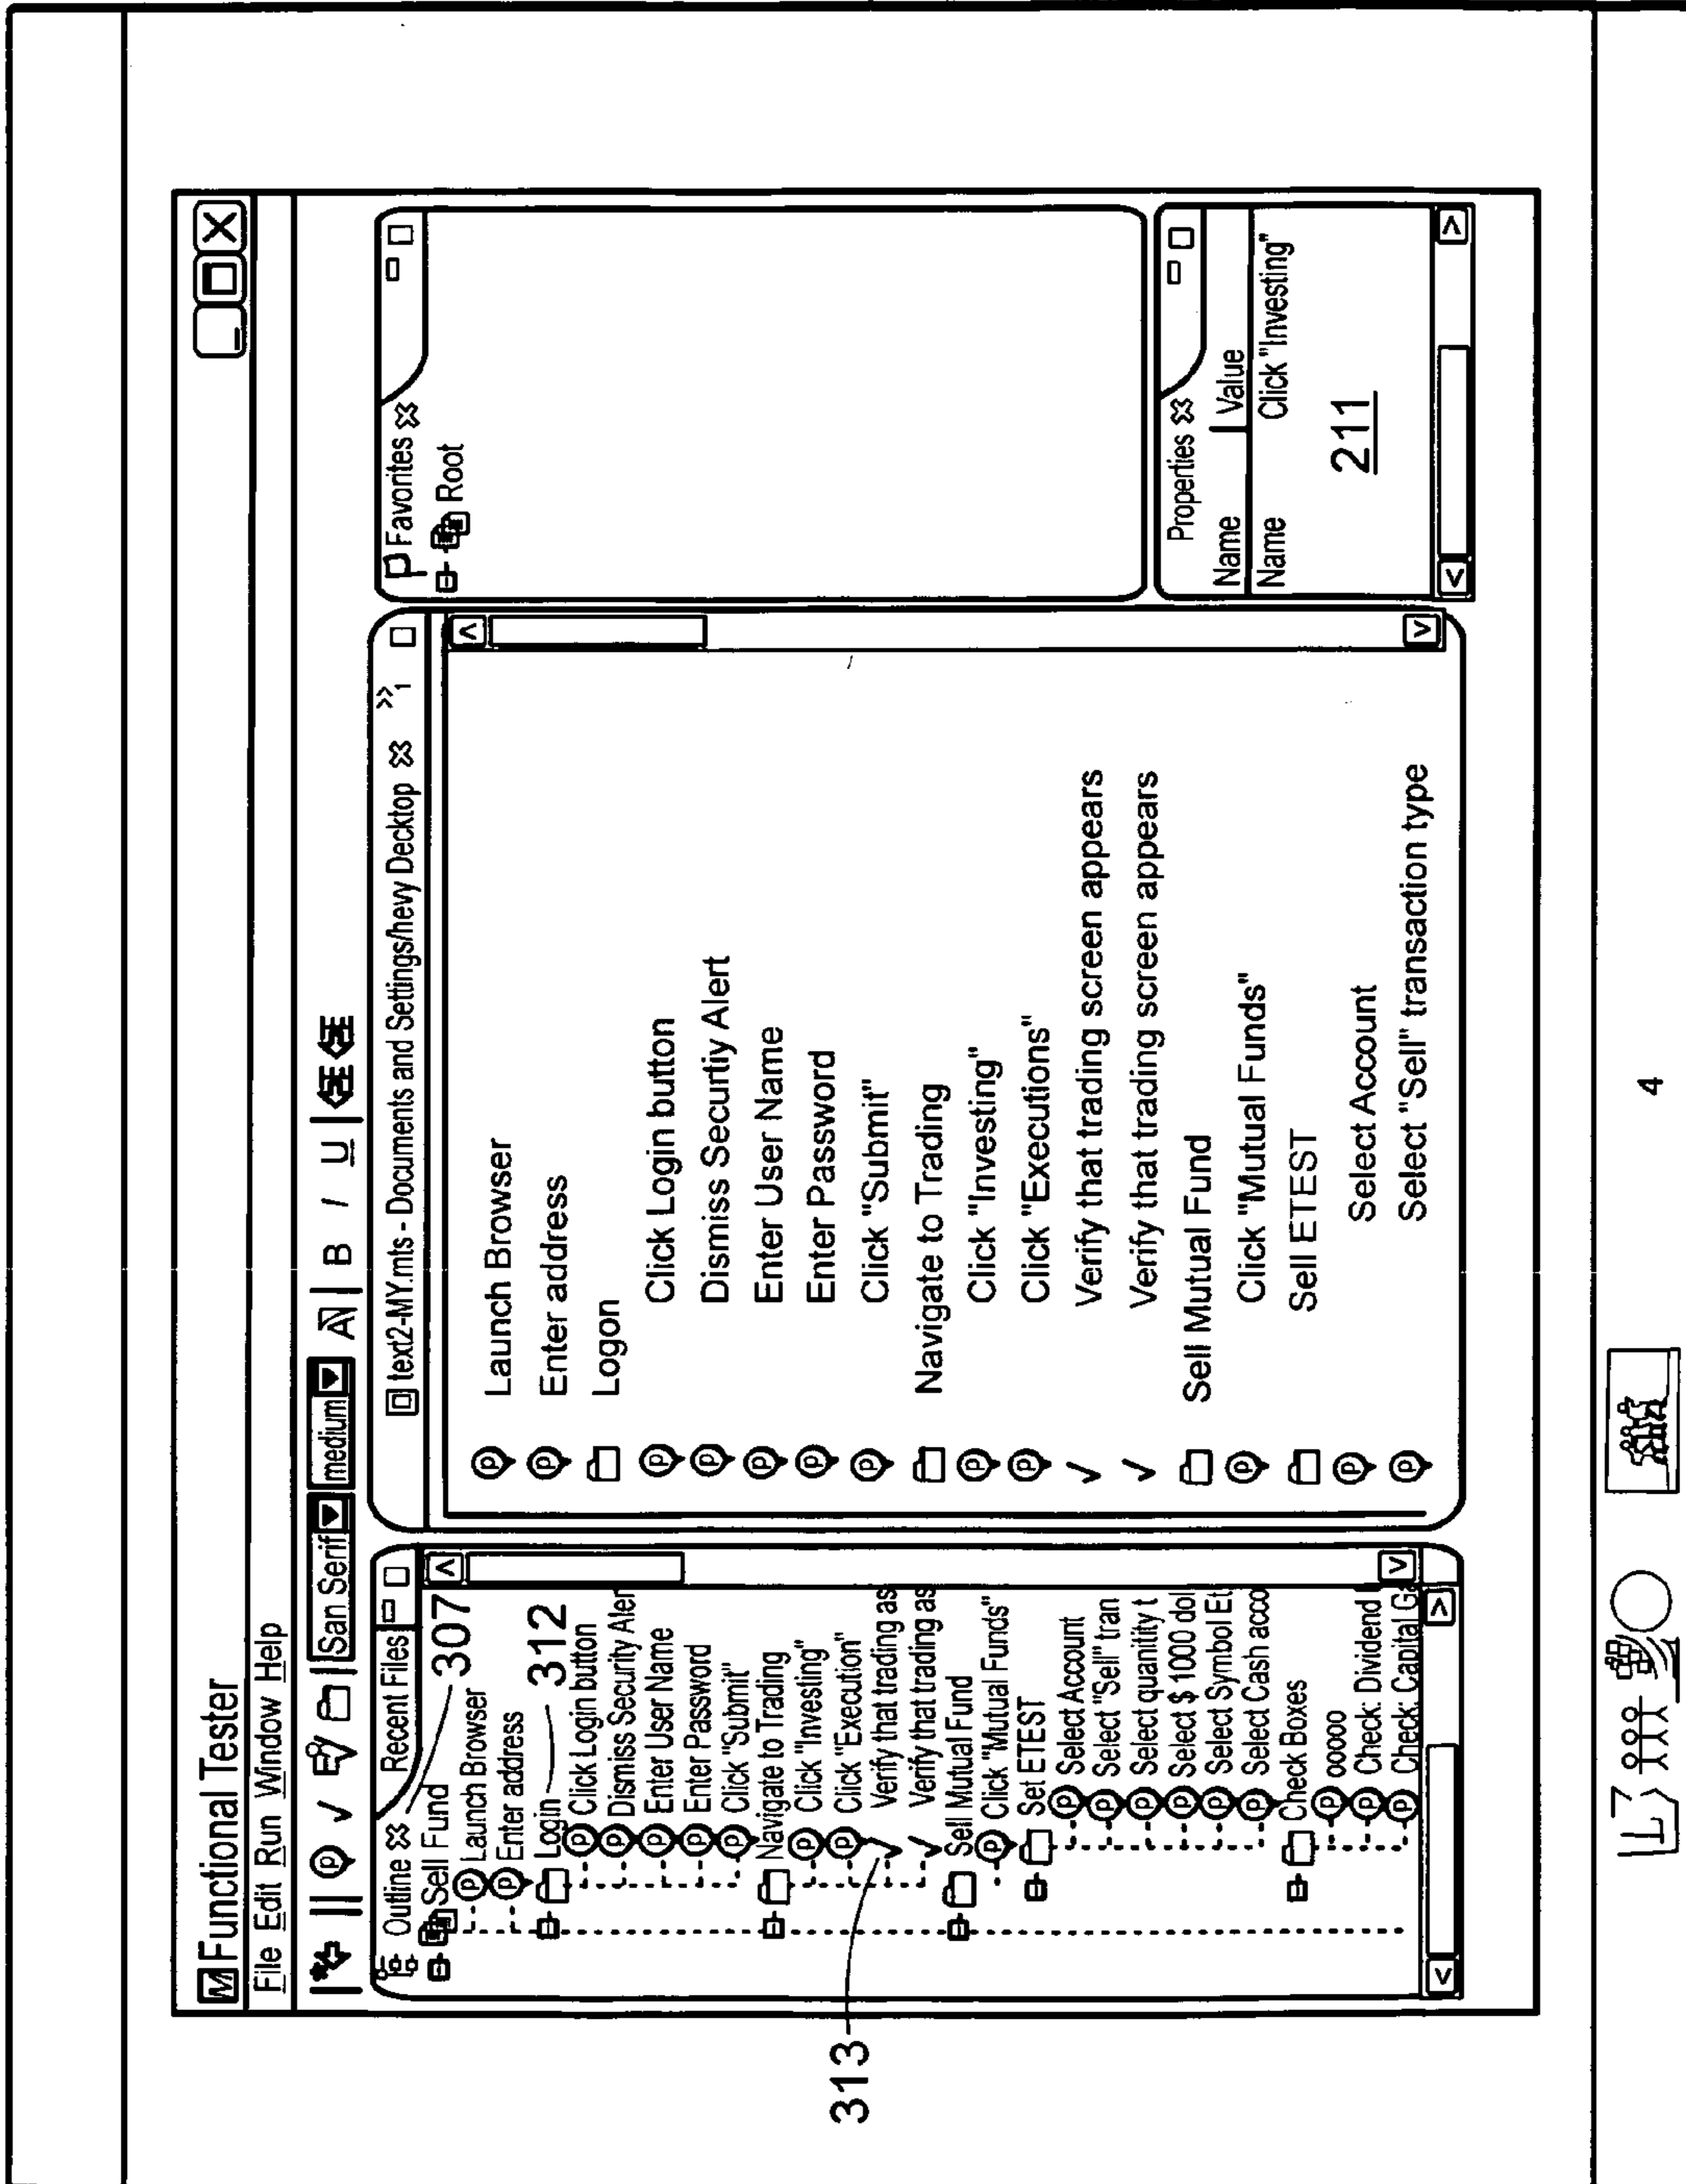 Functional Tester
File Edit Run Window Help
San Serif medium B / U
Outline Recent Files
307
Sell Fund
Launch Browser
Enter address
Login
312
Click Login button
Dismiss Security Aler
Enter User Name
Enter Password
Click "Submit"
Navigate to Trading
Click "Investing"
Click "Execution"
Verify that trading as
Verify that trading as
313
Sell Mutual Fund
Click "Mutual Funds"
Set ETEST
Select Account
Select "Sell" tran
Select quanitity t
Select $ 1000 dol
Select Symbol Et
Select Cash acco
Check Boxes
00000
Check: Dividend
Check: Capital Ga
text2-MY.mts - Documents and Settings/hevy Decktop
Launch Browser
Enter address
Logon
Click Login button
Dismiss Securtiy Alert
Enter User Name
Enter Password
Click "Submit"
Navigate to Trading
Click "Investing"
Click "Executions"
Verify that trading screen appears
Verify that trading screen appears
Sell Mutual Fund
Click "Mutual Funds"
Sell ETEST
Select Account
Select "Sell" transaction type
Favorites
Root
Properties
Name Value
Name Click "Investing"
211
4